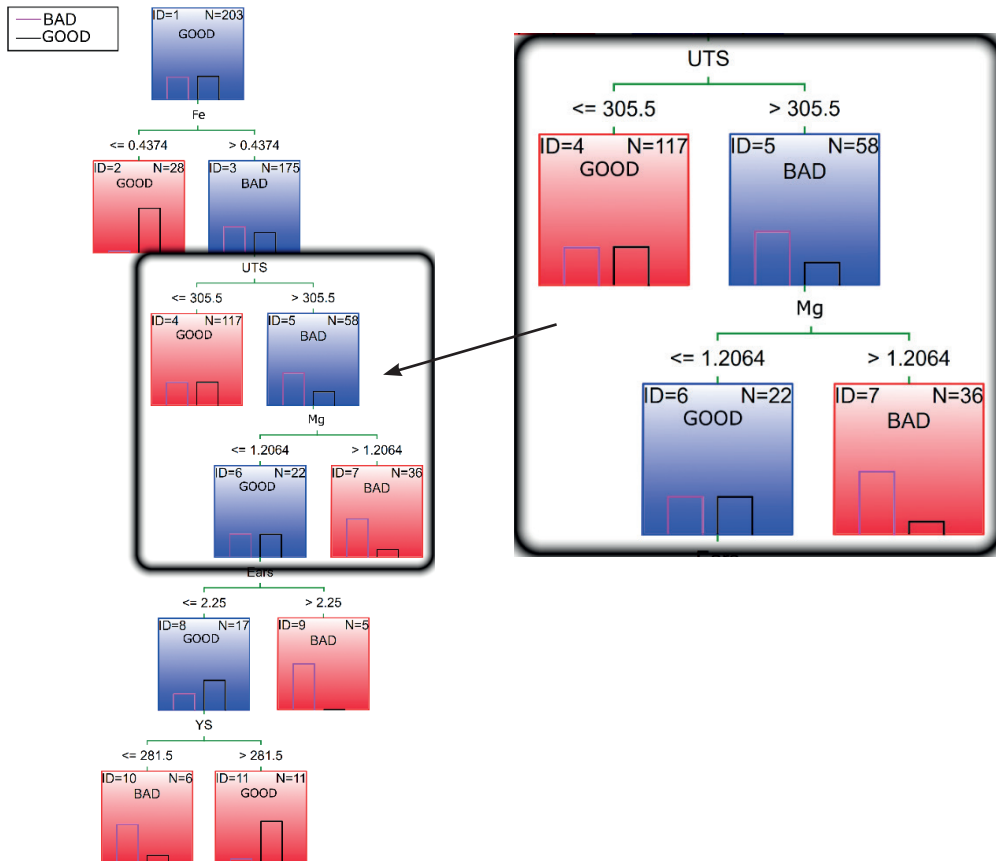 BAD
GOOD
ID=1 N=203
GOOD
Fe
<= 0.4374 > 0.4374
ID=2 N=28 ID=3 N=175
GOOD BAD
UTS
<= 305.5 > 305.5
ID=4 N=117 ID=5 N=58
GOOD BAD
Mg
<= 1.2064 > 1.2064
ID=6 N=22 ID=7 N=36
GOOD BAD
Ears
<= 2.25 > 2.25
ID=8 N=17 ID=9 N=5
GOOD BAD
YS
<= 281.5 > 281.5
ID=10 N=6 ID=11 N=11
BAD GOOD
UTS
<= 305.5 > 305.5
ID=4 N=117 ID=5 N=58
GOOD BAD
Mg
<= 1.2064 > 1.2064
ID=6 N=22 ID=7 N=36
GOOD BAD